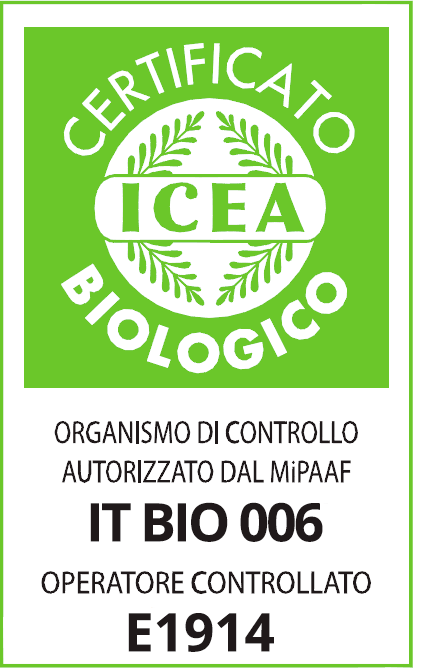 CERTIFICATO
ICEA
BIOLOGICO
ORGANISMO DI CONTROLLO
AUTORIZZATO DAL MiPAAF
IT BIO 006
OPERATORE CONTROLLATO
E1914